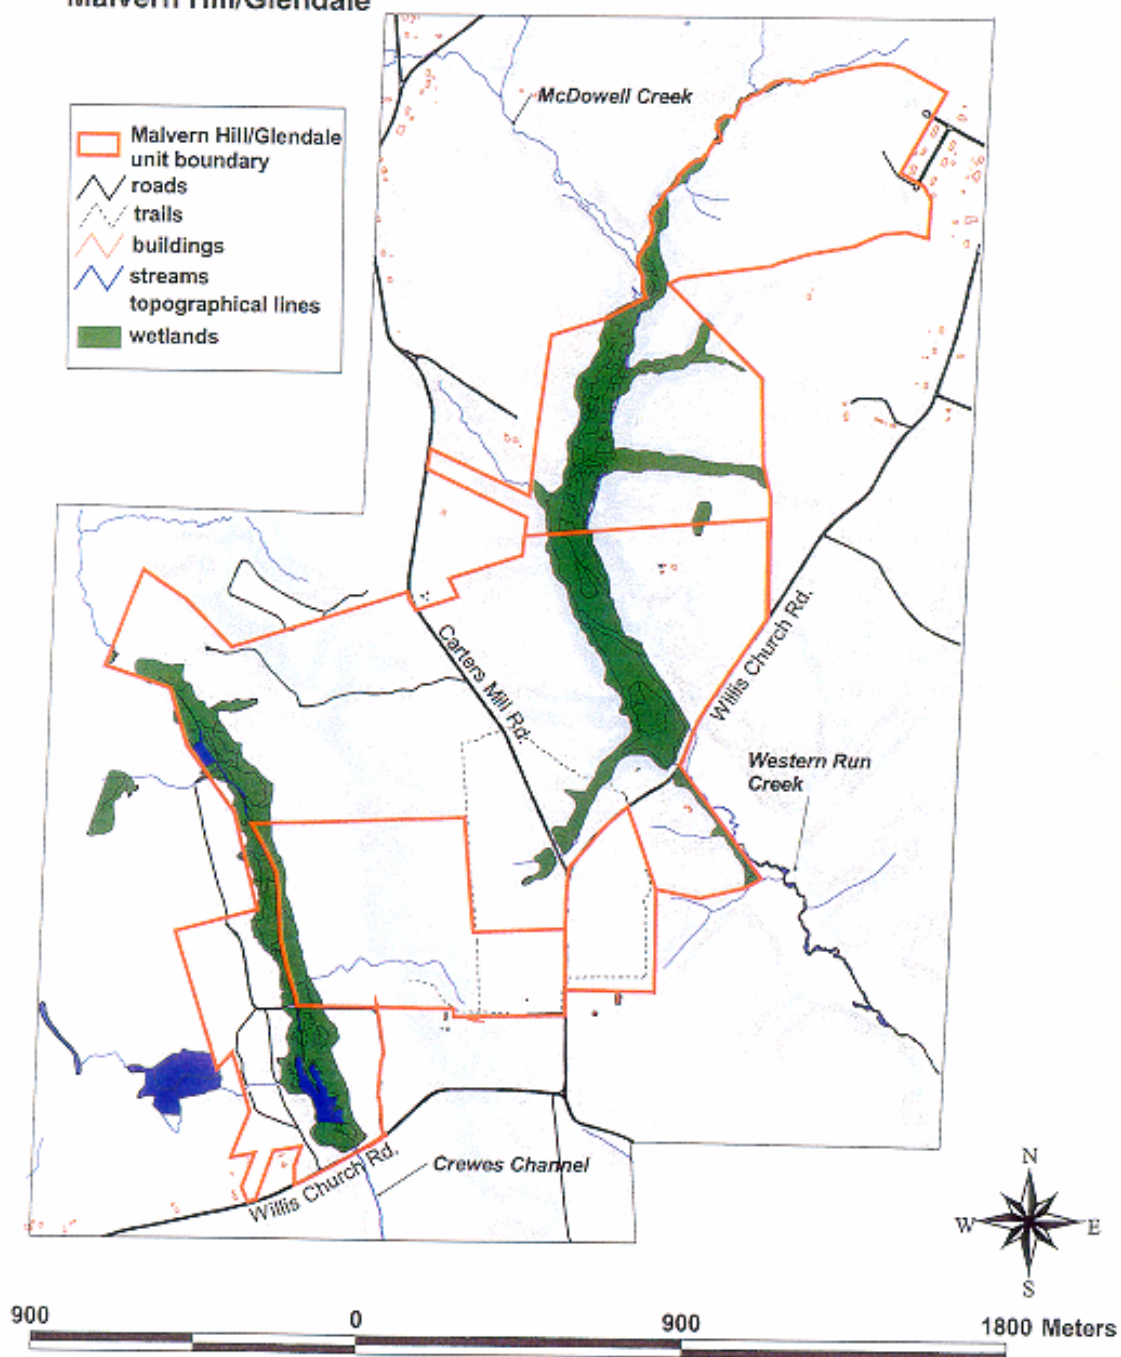 Malvern Hill/Glendale
McDowell Creek
Malvern Hill/Glendale
unit boundary
roads
trails
buildings
streams
topographical lines
wetlands
Carters Mill Rd.
Willis Church Rd.
Western Run
Creek
Crewes Channel
Willis Church Rd.
N
W
E
S
900
0
900
1800 Meters